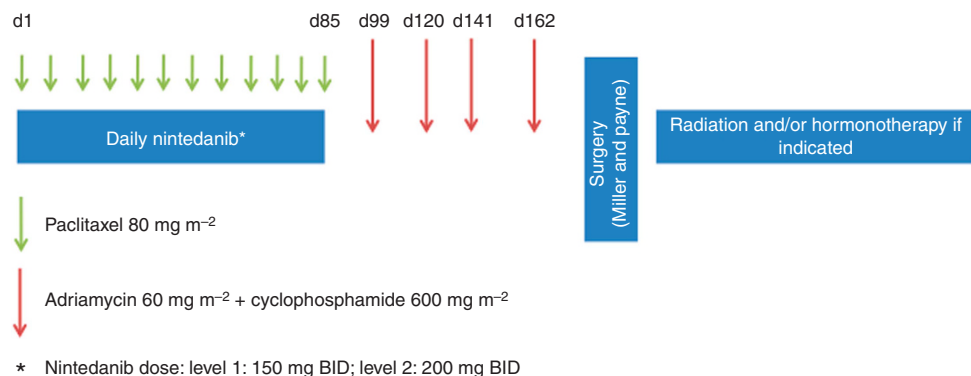 d1 d85 d99 d120 d141 d162
Daily nintedanib*
Surgery
(Miller and payne)
Radiation and/or hormonotherapy if
indicated
Paclitaxel 80 mg m⁻²
Adriamycin 60 mg m⁻² + cyclophosphamide 600 mg m⁻²
* Nintedanib dose: level 1: 150 mg BID; level 2: 200 mg BID